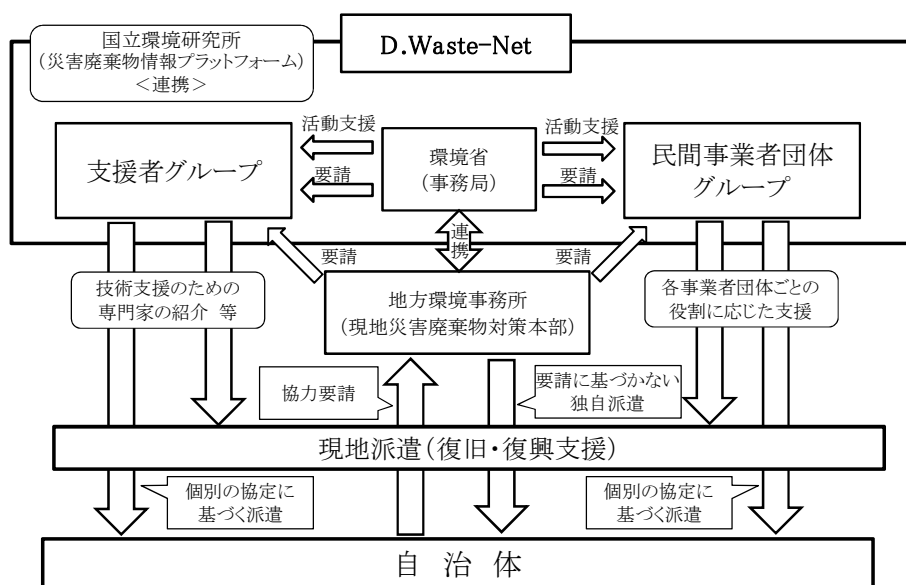 国立環境研究所
(災害廃棄物情報プラットフォーム)
＜連携＞
D.Waste-Net
支援者グループ
活動支援
要請
環境省
(事務局)
活動支援
要請
民間事業者団体
グループ
要請
連携
要請
技術支援のための
専門家の紹介 等
地方環境事務所
(現地災害廃棄物対策本部)
各事業者団体ごとの
役割に応じた支援
協力要請
要請に基づかない
独自派遣
現地派遣(復旧・復興支援)
個別の協定に
基づく派遣
個別の協定に
基づく派遣
自 治 体